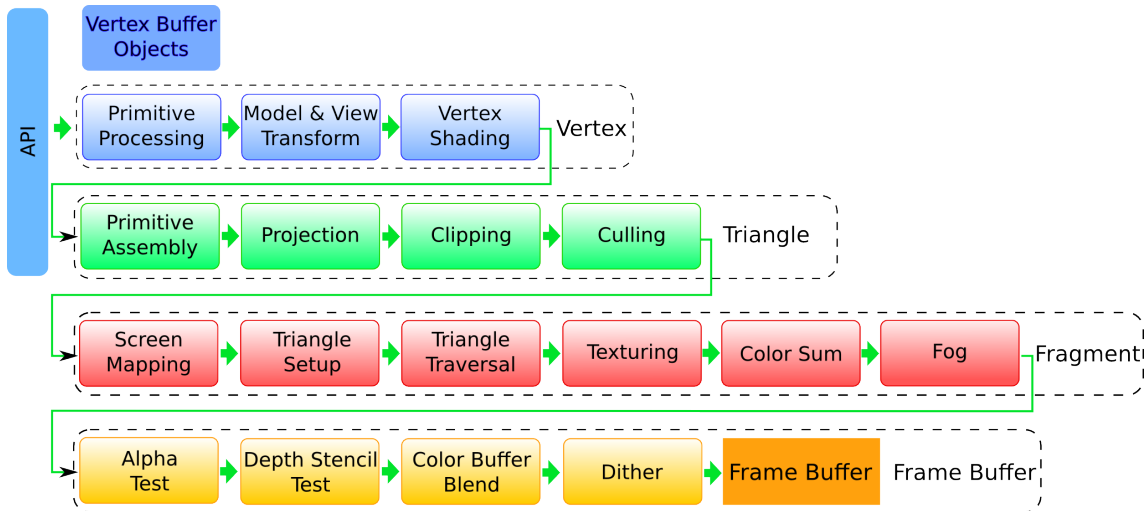 API
Vertex Buffer
Objects
Primitive
Processing
Model & View
Transform
Vertex
Shading
Vertex
Primitive
Assembly
Projection
Clipping
Culling
Triangle
Screen
Mapping
Triangle
Setup
Triangle
Traversal
Texturing
Color Sum
Fog
Fragment
Alpha
Test
Depth Stencil
Test
Color Buffer
Blend
Dither
Frame Buffer
Frame Buffer